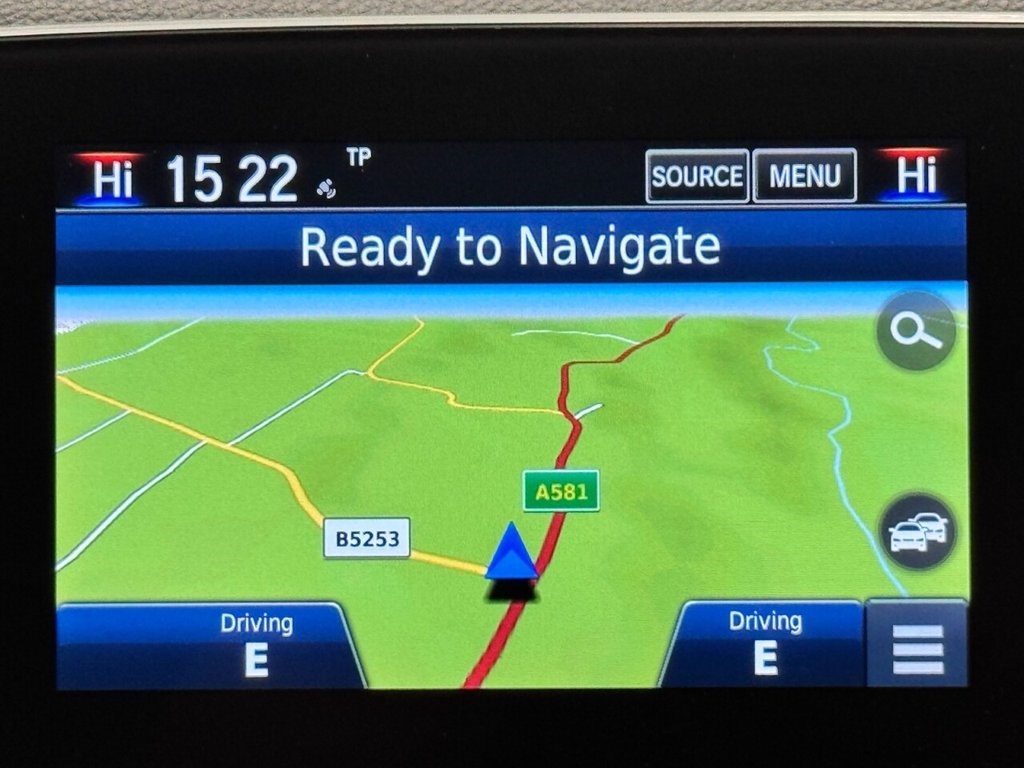 Hi 15 22 TP SOURCE MENU Hi
Ready to Navigate
A581
B5253
Driving
E
Driving
E